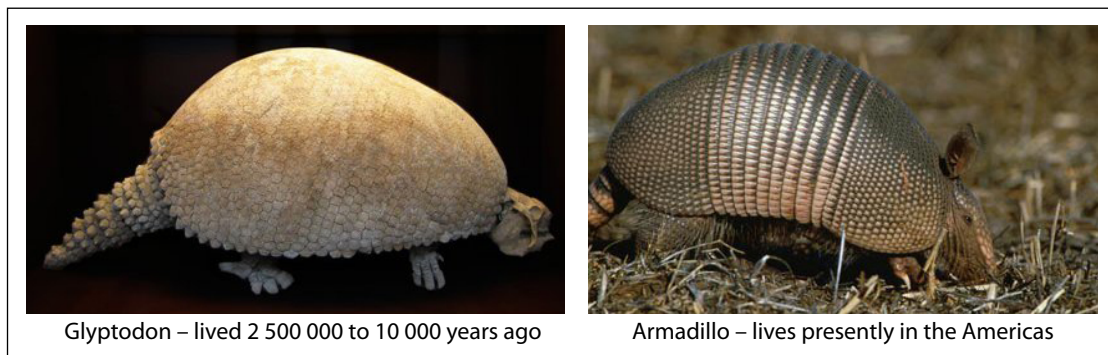 Glyptodon – lived 2 500 000 to 10 000 years ago
Armadillo – lives presently in the Americas